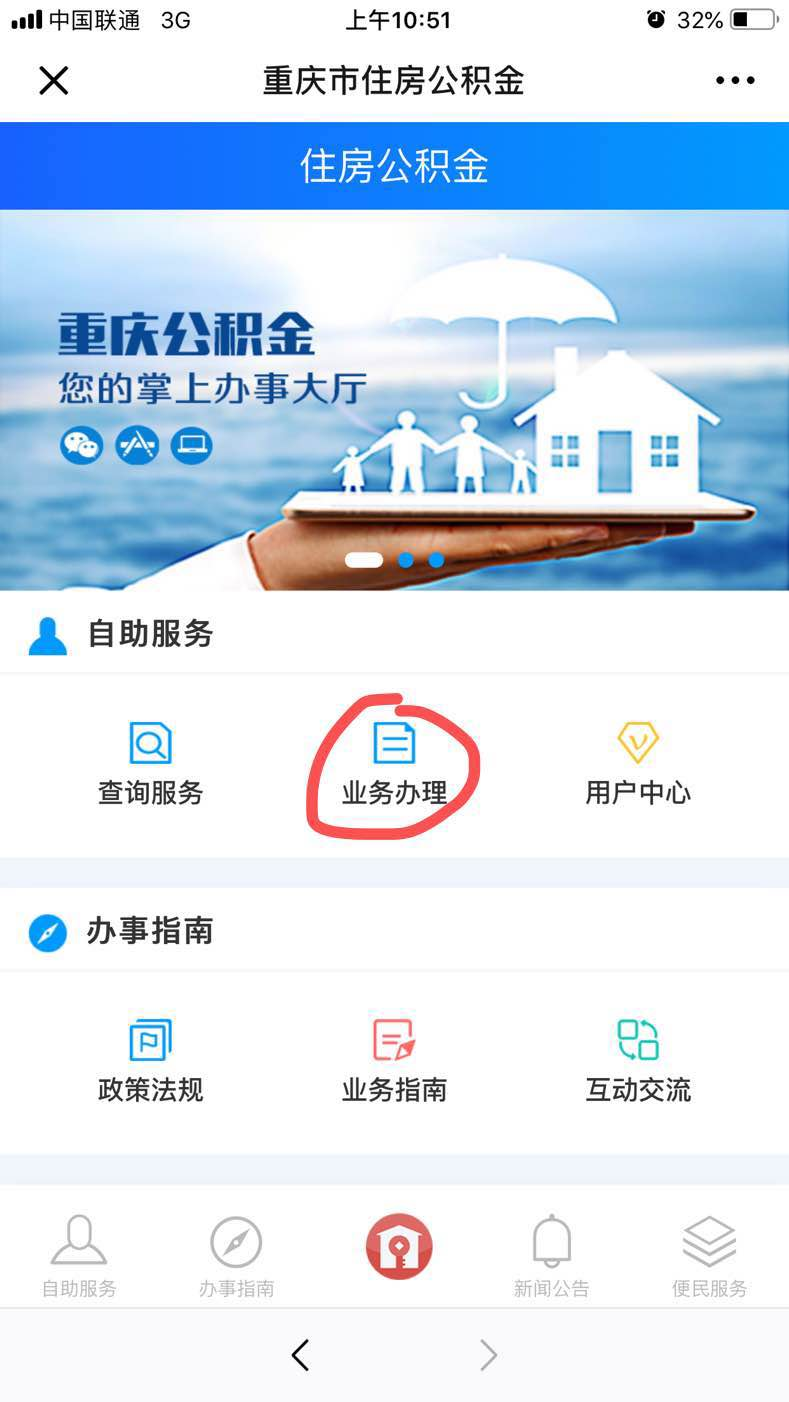 中国联通 3G 上午10:51 32%
重庆市住房公积金
住房公积金
重庆公积金
您的掌上办事大厅
自助服务
查询服务 业务办理 用户中心
办事指南
政策法规 业务指南 互动交流
自助服务 办事指南 新闻公告 便民服务